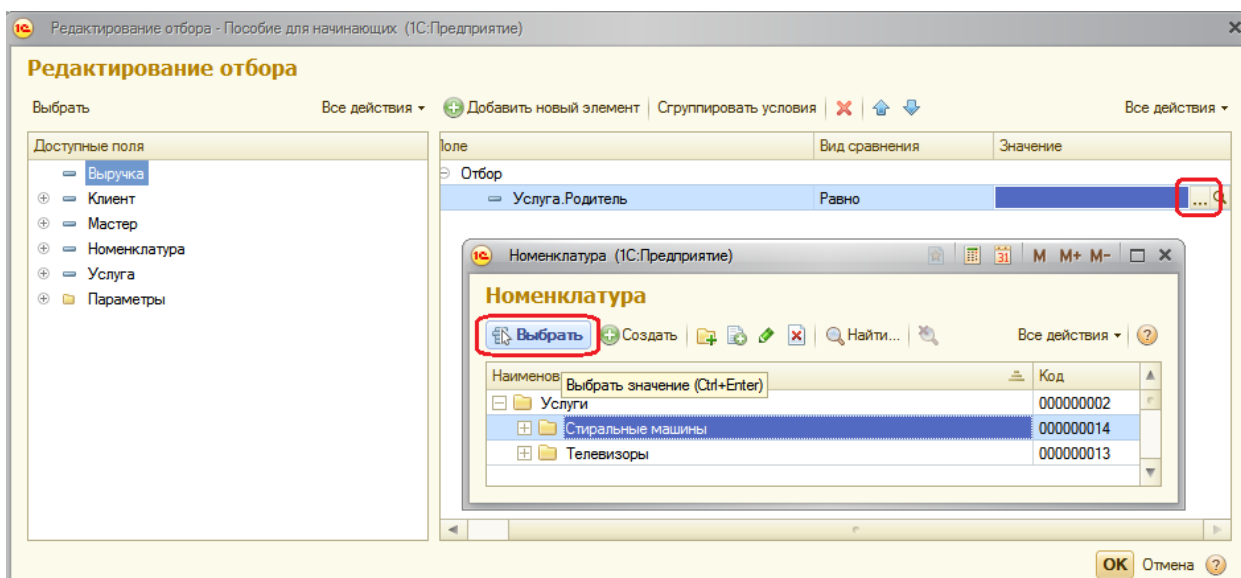 Редактирование отбора - Пособие для начинающих (1С:Предприятие)
Редактирование отбора
Выбрать Все действия Добавить новый элемент Сгруппировать условия Все действия
Доступные поля Поле Вид сравнения Значение
Выручка Отбор
Клиент Услуга.Родитель Равно ...
Мастер
Номенклатура
Услуга
Параметры
Номенклатура (1С:Предприятие) 31 M M+ M-
Номенклатура
Выбрать Создать Найти... Все действия ?
Наименов Код
Выбрать значение (Ctrl+Enter)
Услуги 000000002
Стиральные машины 000000014
Телевизоры 000000013
OK Отмена ?